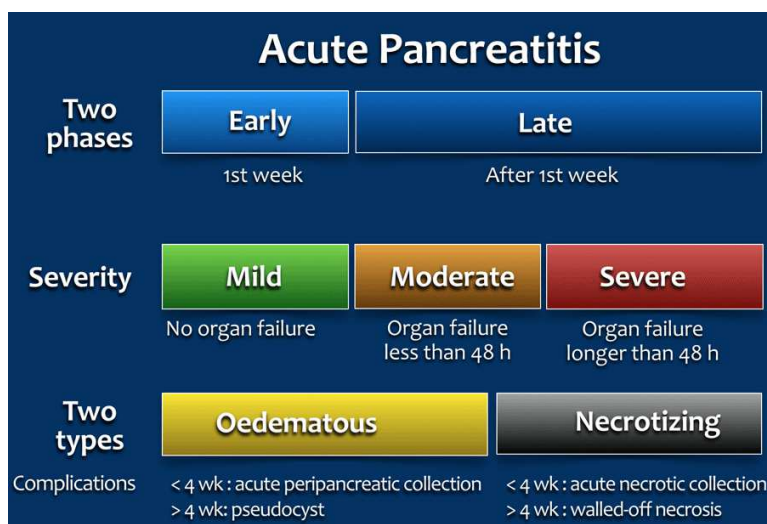 Acute Pancreatitis
Two
phases
Early
Late
1st week
After 1st week
Severity
Mild
Moderate
Severe
No organ failure
Organ failure
less than 48 h
Organ failure
longer than 48 h
Two
types
Oedematous
Necrotizing
Complications
< 4 wk : acute peripancreatic collection
> 4 wk: pseudocyst
< 4 wk : acute necrotic collection
> 4 wk : walled-off necrosis